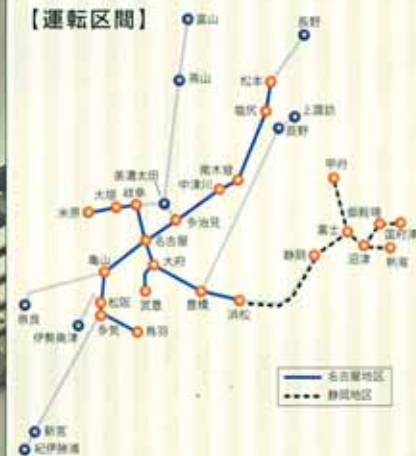 【運転区間】
富山
長野
高山
松本
塩尻
上諏訪
辰野
美濃太田
南木曽
中津川
甲府
大垣
岐阜
米原
多治見
御殿場
国府津
富士
名古屋
沼津
熱海
静岡
亀山
大府
松阪
武豊
豊橋
浜松
奈良
伊勢奥津
多気
鳥羽
名古屋地区
静岡地区
新宮
紀伊勝浦